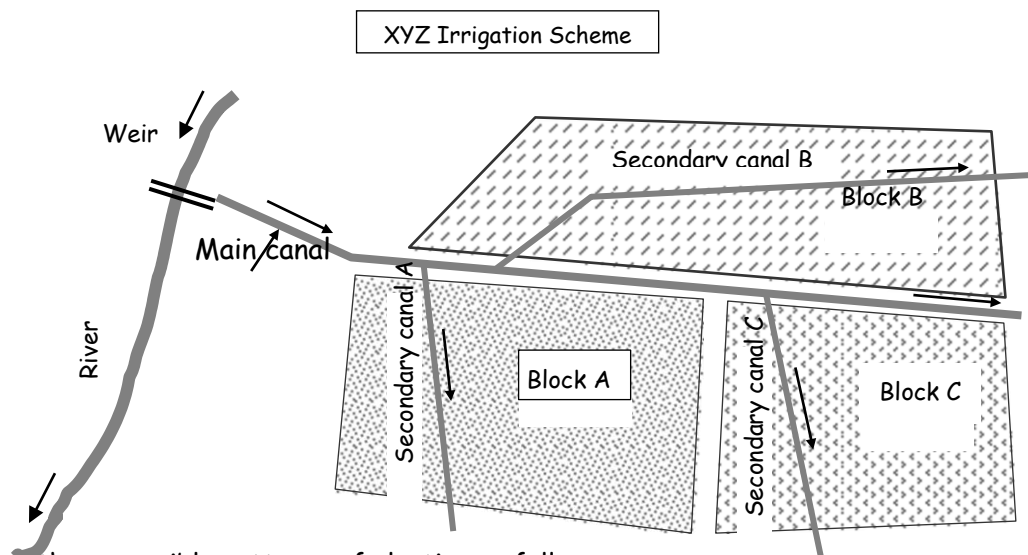 XYZ Irrigation Scheme
Weir
Secondary canal B
Block B
Main canal
Secondary canal A
River
Block A
Secondary canal C
Block C